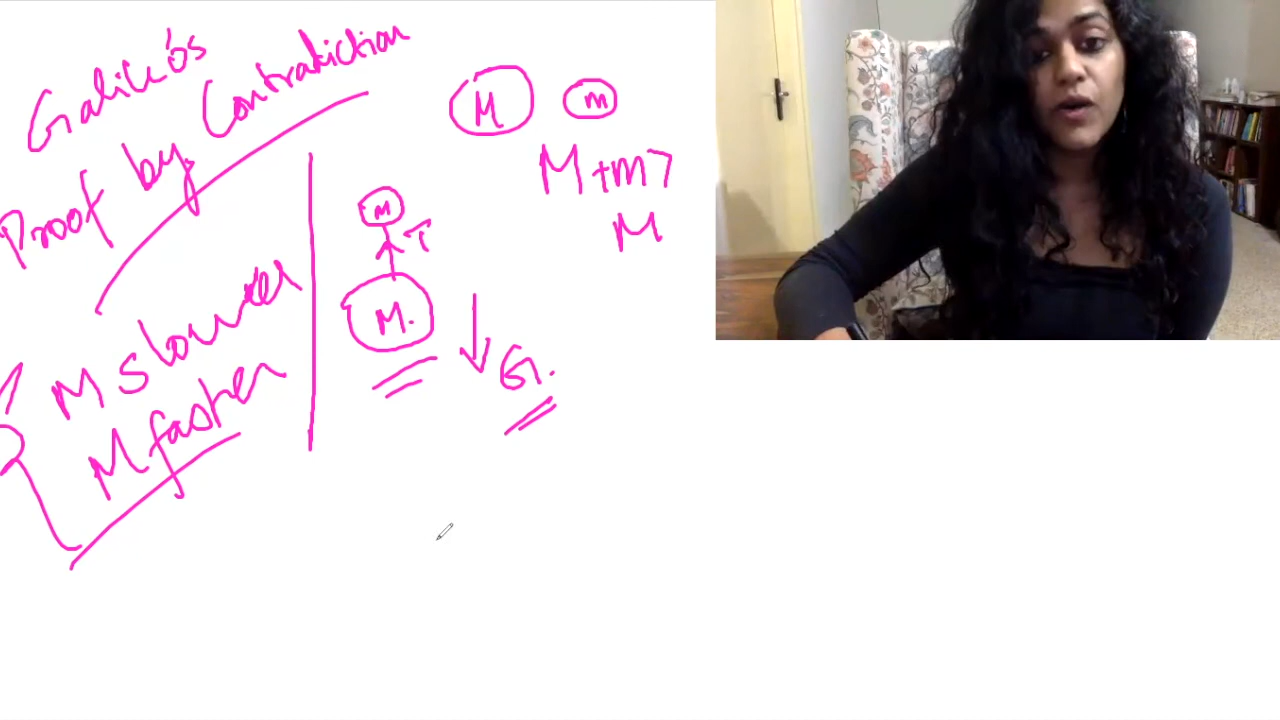 Galileo's
Proof by Contradiction
M slower
M faster
m
T
M.
G.
M m
M+m>
M